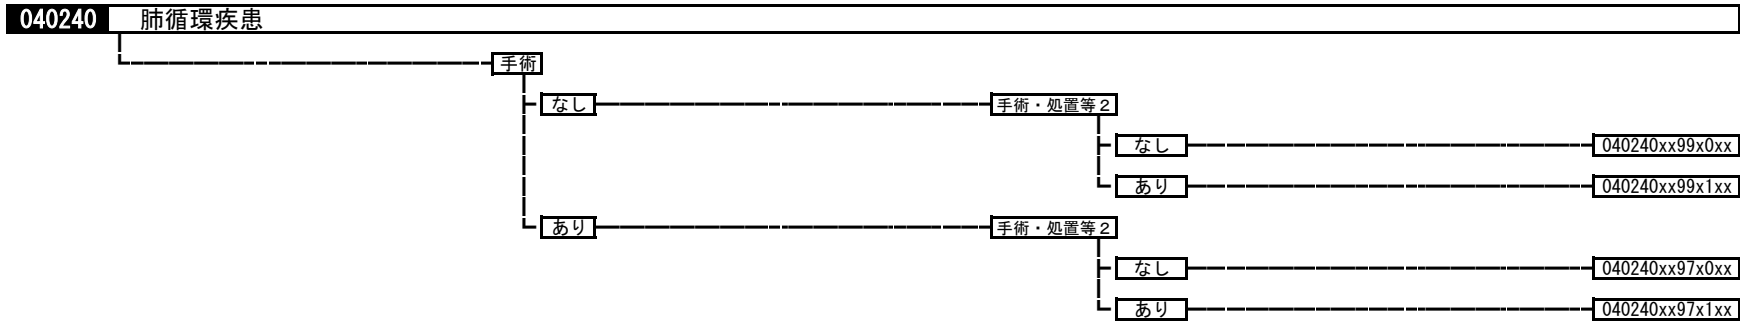 040240 肺循環疾患
手術
なし 手術・処置等２
なし 040240xx99x0xx
あり 040240xx99x1xx
あり 手術・処置等２
なし 040240xx97x0xx
あり 040240xx97x1xx